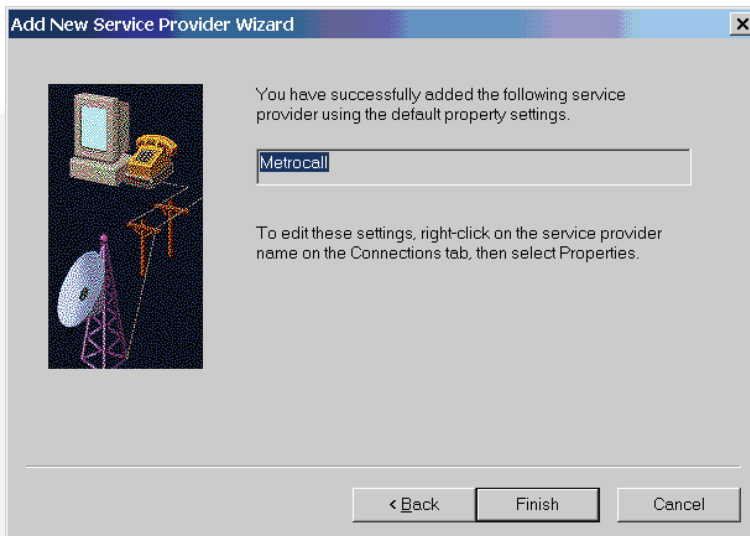 Add New Service Provider Wizard
You have successfully added the following service
provider using the default property settings.
Metrocall
To edit these settings, right-click on the service provider
name on the Connections tab, then select Properties.
< Back
Finish
Cancel